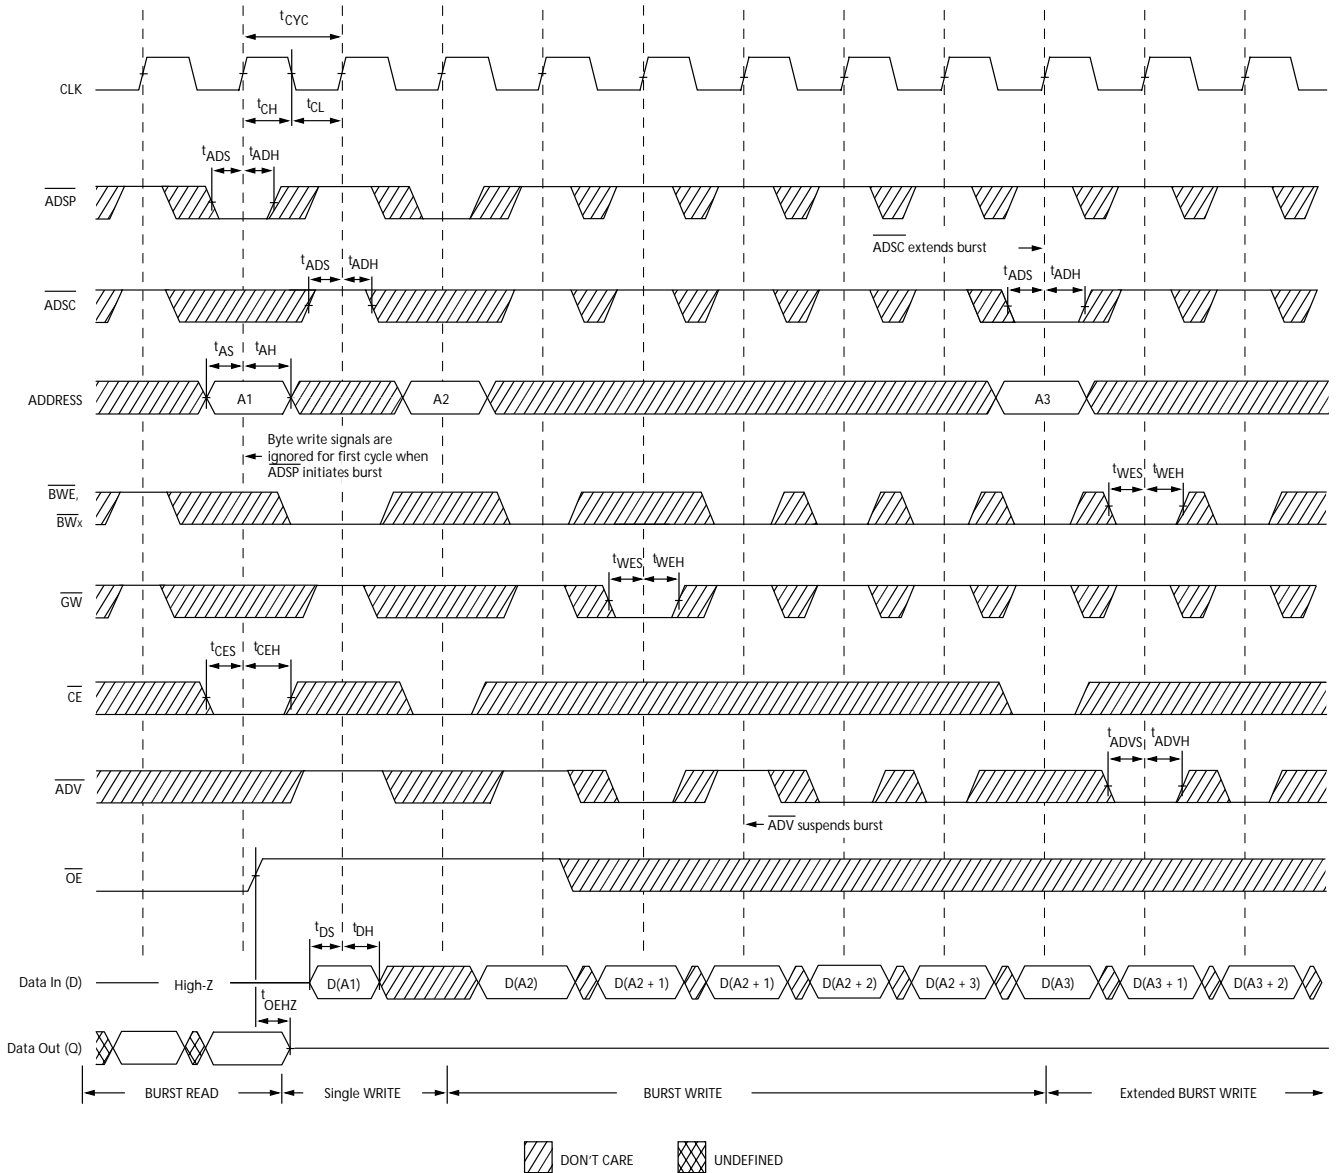 tCYC
CLK
tCH
tCL
tADS
tADH
ADSP
ADSC extends burst
tADS
tADH
tADS
tADH
ADSC
tAS
tAH
ADDRESS
A1
A2
A3
Byte write signals are
ignored for first cycle when
ADSP initiates burst
BWE,
BWX
tWES
tWEH
tWES
tWEH
GW
tCES
tCEH
CE
tADVS
tADVH
ADV
ADV suspends burst
OE
tDS
tDH
Data In (D)
High-Z
D(A1)
D(A2)
D(A2 + 1)
D(A2 + 1)
D(A2 + 2)
D(A2 + 3)
D(A3)
D(A3 + 1)
D(A3 + 2)
tOEHZ
Data Out (Q)
BURST READ
Single WRITE
BURST WRITE
Extended BURST WRITE
DON'T CARE
UNDEFINED